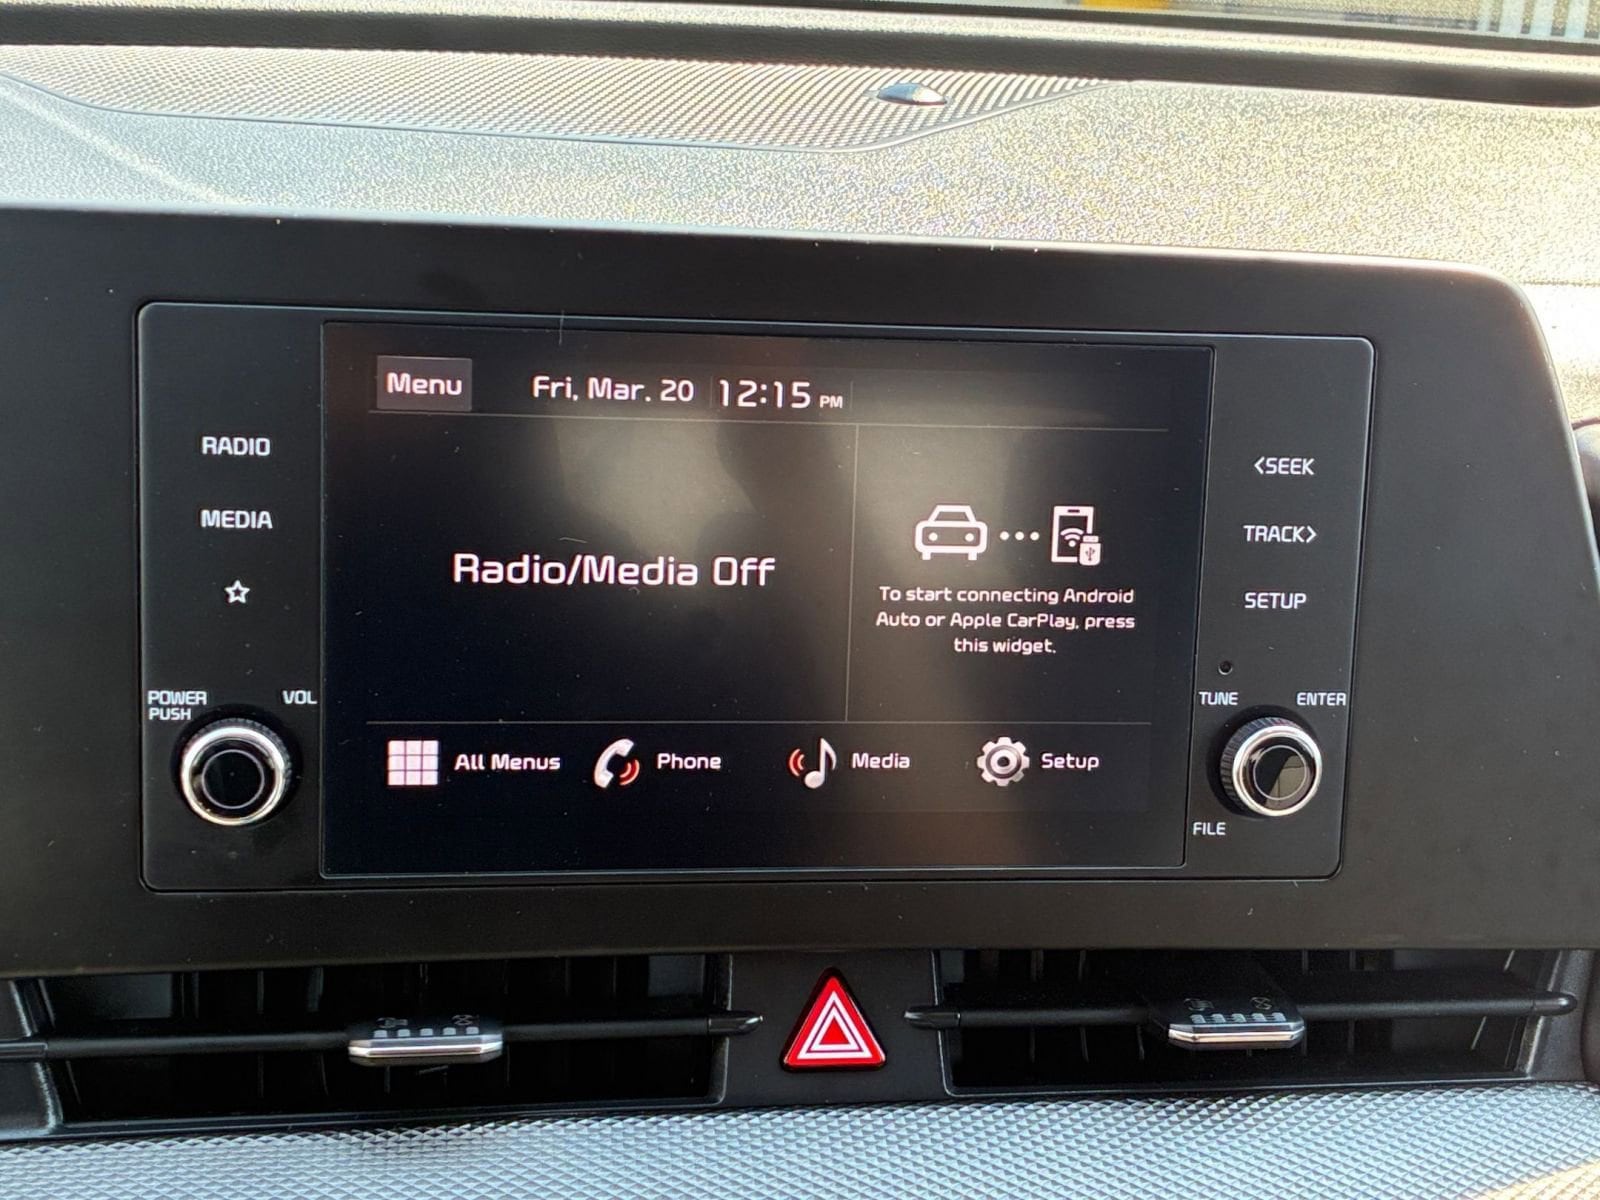 Menu
Fri, Mar. 20
12:15 PM
RADIO
MEDIA
POWER
PUSH
VOL
Radio/Media Off
To start connecting Android
Auto or Apple CarPlay, press
this widget.
All Menus
Phone
Media
Setup
<SEEK
TRACK>
SETUP
TUNE
ENTER
FILE